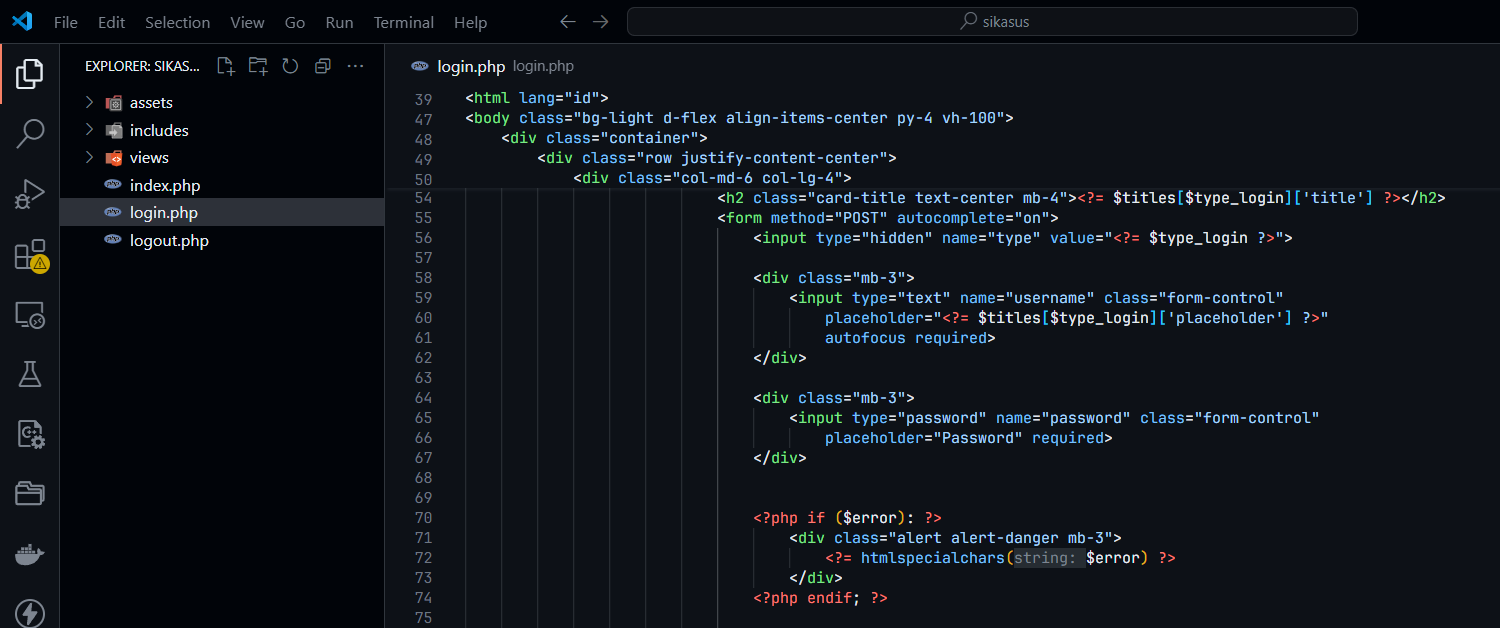 File Edit Selection View Go Run Terminal Help
sikasus
EXPLORER: SIKAS...
assets
includes
views
php index.php
php login.php
php logout.php
php login.php login.php
39 <html lang="id">
47 <body class="bg-light d-flex align-items-center py-4 vh-100">
48 <div class="container">
49 <div class="row justify-content-center">
50 <div class="col-md-6 col-lg-4">
54 <h2 class="card-title text-center mb-4"><?= $titles[$type_login]['title'] ?></h2>
55 <form method="POST" autocomplete="on">
56 <input type="hidden" name="type" value="<?= $type_login ?>">
57
58 <div class="mb-3">
59 <input type="text" name="username" class="form-control"
60 placeholder="<?= $titles[$type_login]['placeholder'] ?>"
61 autofocus required>
62 </div>
63
64 <div class="mb-3">
65 <input type="password" name="password" class="form-control"
66 placeholder="Password" required>
67 </div>
68
69
70 <?php if ($error): ?>
71 <div class="alert alert-danger mb-3">
72 <?= htmlspecialchars(string: $error) ?>
73 </div>
74 <?php endif; ?>
75